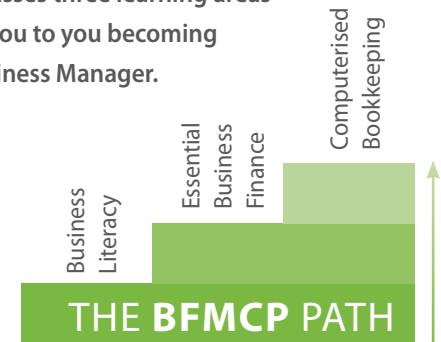 sses three learning areas
ou to you becoming
iness Manager.
Business
Literacy
Essential
Business
Finance
Computerised
Bookkeeping
THE BFMCP PATH